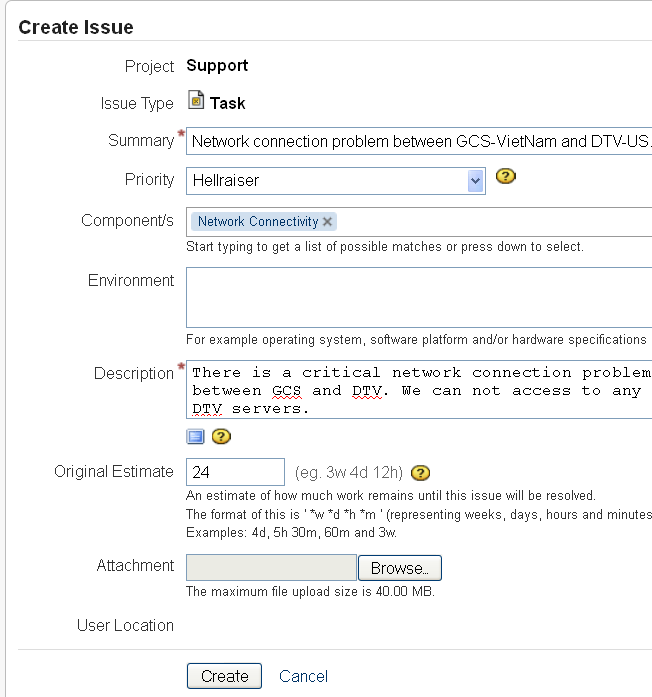 Create Issue
Project Support
Issue Type Task
Summary * Network connection problem between GCS-VietNam and DTV-US.
Priority Hellraiser ?
Component/s Network Connectivity ×
Start typing to get a list of possible matches or press down to select.
Environment
For example operating system, software platform and/or hardware specifications
Description * There is a critical network connection problem
between GCS and DTV. We can not access to any
DTV servers.
?
Original Estimate 24 (eg. 3w 4d 12h) ?
An estimate of how much work remains until this issue will be resolved.
The format of this is ' *w *d *h *m ' (representing weeks, days, hours and minutes
Examples: 4d, 5h 30m, 60m and 3w.
Attachment Browse...
The maximum file upload size is 40.00 MB.
User Location
Create Cancel